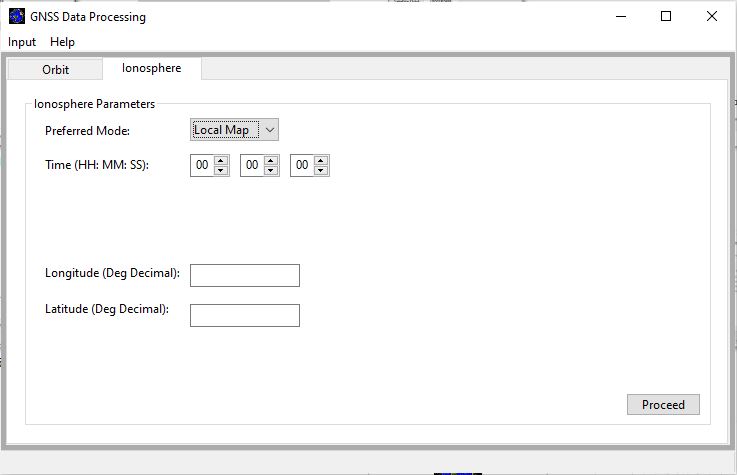 GNSS Data Processing
Input Help
Orbit Ionosphere
Ionosphere Parameters
Preferred Mode: Local Map
Time (HH: MM: SS): 00 00 00
Longitude (Deg Decimal):
Latitude (Deg Decimal):
Proceed